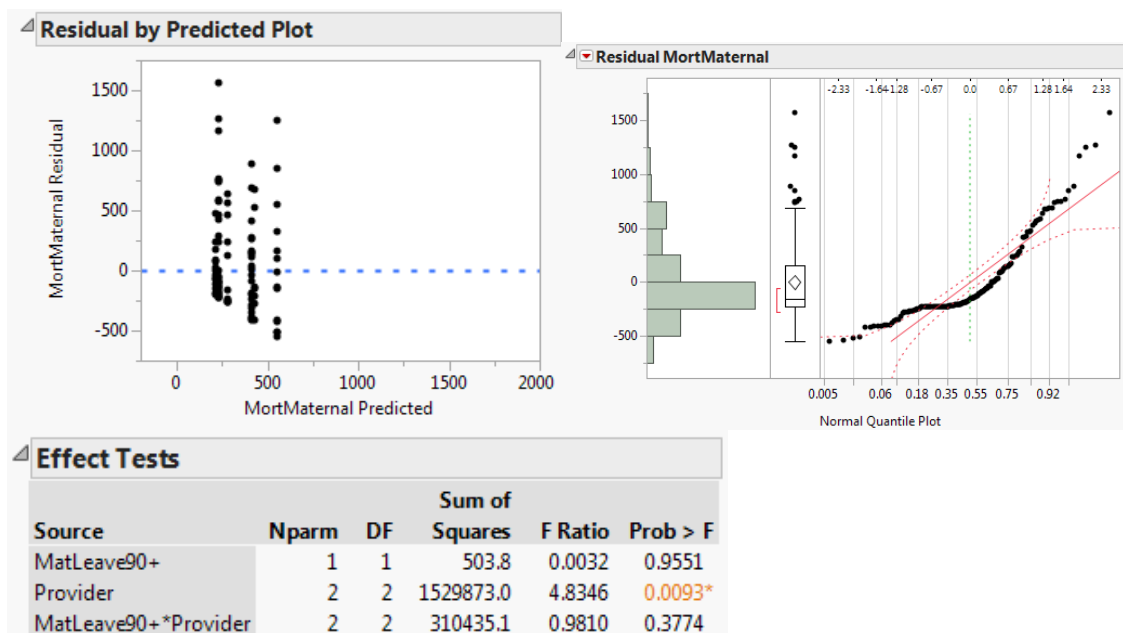 Residual by Predicted Plot
1500
1000
500
0
-500
MortMaternal Residual
0 500 1000 1500 2000
MortMaternal Predicted
Residual MortMaternal
-2.33 -1.64 -1.28 -0.67 0.0 0.67 1.28 1.64 2.33
1500
1000
500
0
-500
0.005 0.06 0.18 0.35 0.55 0.75 0.92
Normal Quantile Plot
Effect Tests
Sum of
Source Nparm DF Squares F Ratio Prob > F
MatLeave90+ 1 1 503.8 0.0032 0.9551
Provider 2 2 1529873.0 4.8346 0.0093*
MatLeave90+*Provider 2 2 310435.1 0.9810 0.3774